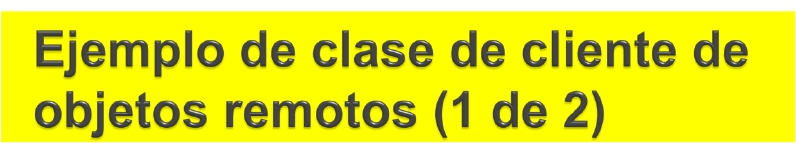 Ejemplo de clase de cliente de
objetos remotos (1 de 2)